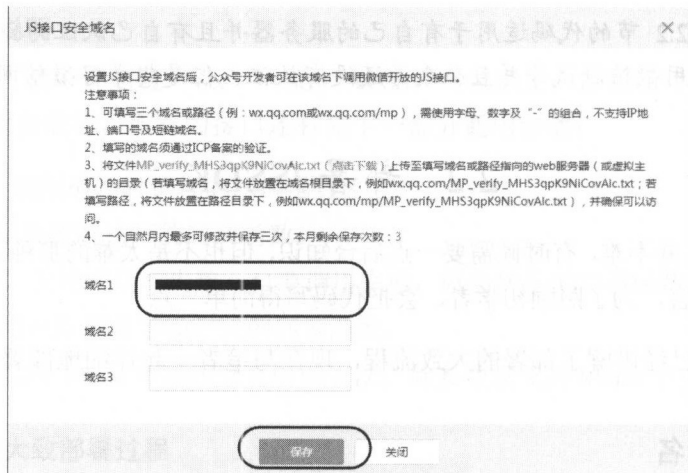 JS接口安全域名
设置JS接口安全域名后，公众号开发者可在该域名下调用微信开放的JS接口。
注意事项：
1、可填写三个域名或路径（例：wx.qq.com或wx.qq.com/mp），需使用字母、数字及“-”的组合，不支持IP地
址、端口号及短链域名。
2、填写的域名须通过ICP备案的验证。
3、将文件MP_verify_MHS3qpK9NiCovAlc.txt（点击下载）上传至填写域名或路径指向的web服务器（或虚拟主
机）的目录（若填写域名，将文件放置在域名根目录下，例如wx.qq.com/MP_verify_MHS3qpK9NiCovAlc.txt；若
填写路径，将文件放置在路径目录下，例如wx.qq.com/mp/MP_verify_MHS3qpK9NiCovAlc.txt），并确保可以访
问。
4、一个自然月内最多可修改并保存三次，本月剩余保存次数：3
域名1
域名2
域名3
保存 关闭